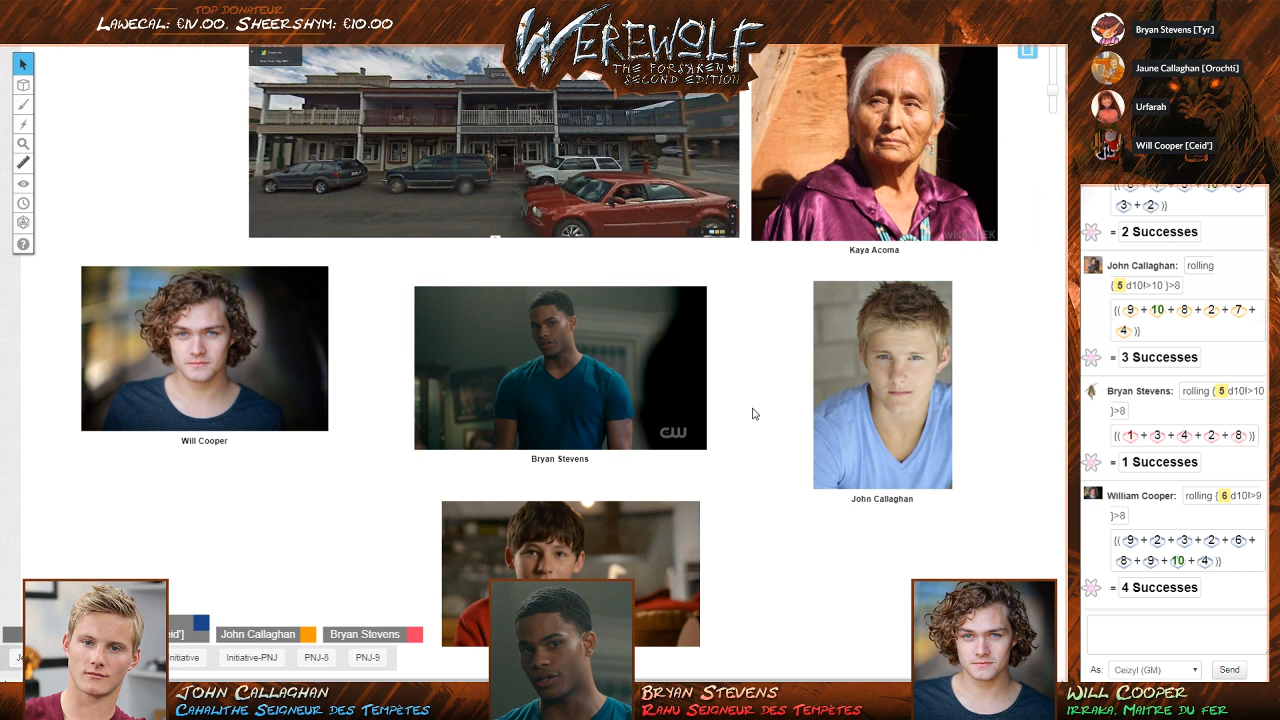 TOP DONATEUR
Lawecal: €IV.00, Sheershym: €10.00
WEREWOLF
THE FORSAKEN
SECOND EDITION
Bryan Stevens [Tyr]
Jaune Callaghan [Orochti]
Urfarah
Will Cooper [Ceid']
Kaya Acoma
Will Cooper
CW
Bryan Stevens
John Callaghan
3 + 2 )}
= 2 Successes
John Callaghan: rolling
{ 5 d10!>10 }>8
{( 9 + 10 + 8 + 2 + 7 +
4 )}
= 3 Successes
Bryan Stevens: rolling { 5 d10!>10
}>8
{( 1 + 3 + 4 + 2 + 8 )}
= 1 Successes
William Cooper: rolling { 6 d10!>9
}>8
{( 9 + 2 + 3 + 2 + 6 +
8 + 9 + 10 + 4 )}
= 4 Successes
As: Ceizyl (GM) Send
eid'] John Callaghan Bryan Stevens
Initiative Initiative-PNJ PNJ-8 PNJ-9
John Callaghan
Cahalithe Seigneur des Tempêtes
Bryan Stevens
Rahu Seigneur des Tempêtes
Will Cooper
Irraka, Maitre du fer